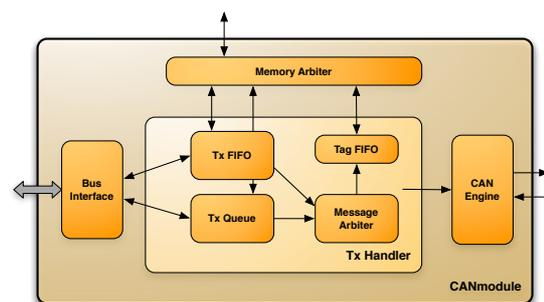 Memory Arbiter
Tx FIFO
Tag FIFO
Bus
Interface
CAN
Engine
Tx Queue
Message
Arbiter
Tx Handler
CANmodule